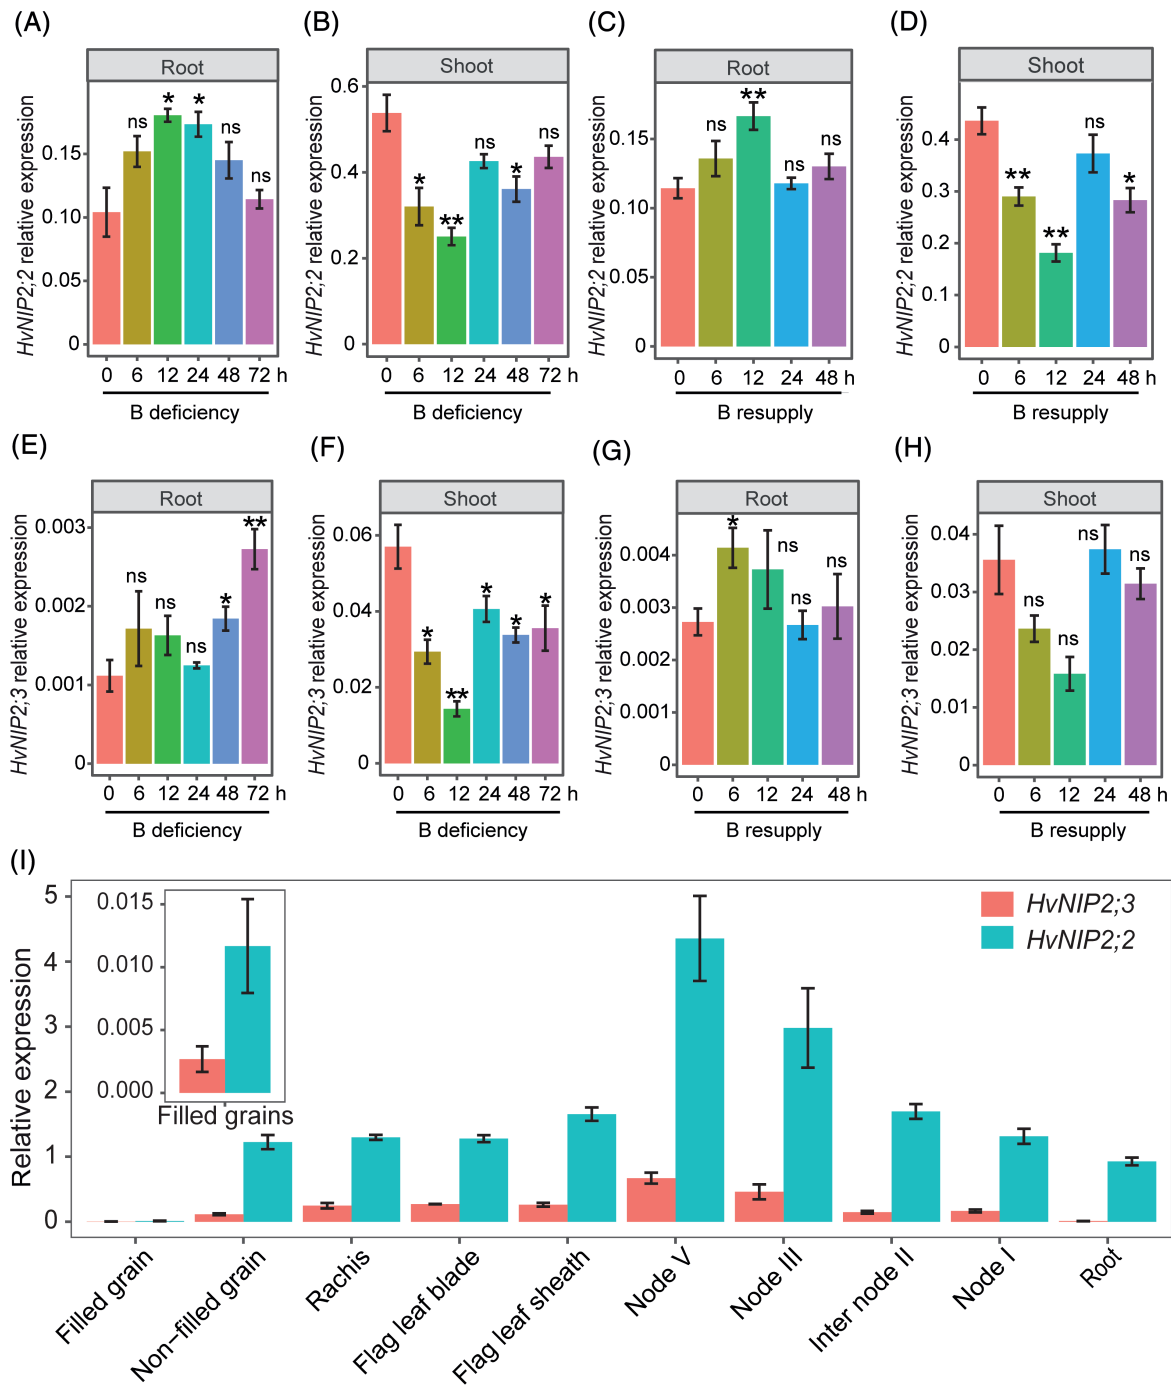 (A)
Root
HvNIP2;2 relative expression
0.15
0.10
0.05
0
ns
*
*
ns
ns
0 6 12 24 48 72 h
B deficiency
(B)
Shoot
HvNIP2;2 relative expression
0.6
0.4
0.2
0
*
**
ns
*
ns
0 6 12 24 48 72 h
B deficiency
(C)
Root
HvNIP2;2 relative expression
0.15
0.10
0.05
0
ns
**
ns
ns
0 6 12 24 48 h
B resupply
(D)
Shoot
HvNIP2;2 relative expression
0.4
0.3
0.2
0.1
0
**
**
ns
*
0 6 12 24 48 h
B resupply
(E)
Root
HvNIP2;3 relative expression
0.003
0.002
0.001
0
ns
ns
ns
*
**
0 6 12 24 48 72 h
B deficiency
(F)
Shoot
HvNIP2;3 relative expression
0.06
0.04
0.02
0
*
**
*
*
*
0 6 12 24 48 72 h
B deficiency
(G)
Root
HvNIP2;3 relative expression
0.004
0.003
0.002
0.001
0
*
ns
ns
ns
0 6 12 24 48 h
B resupply
(H)
Shoot
HvNIP2;3 relative expression
0.04
0.03
0.02
0.01
0
ns
ns
ns
ns
0 6 12 24 48 h
B resupply
(I)
Relative expression
5
4
3
2
1
0
0.015
0.010
0.005
0.000
Filled grains
HvNIP2;3
HvNIP2;2
Filled grain
Non-filled grain
Rachis
Flag leaf blade
Flag leaf sheath
Node V
Node III
Inter node II
Node I
Root